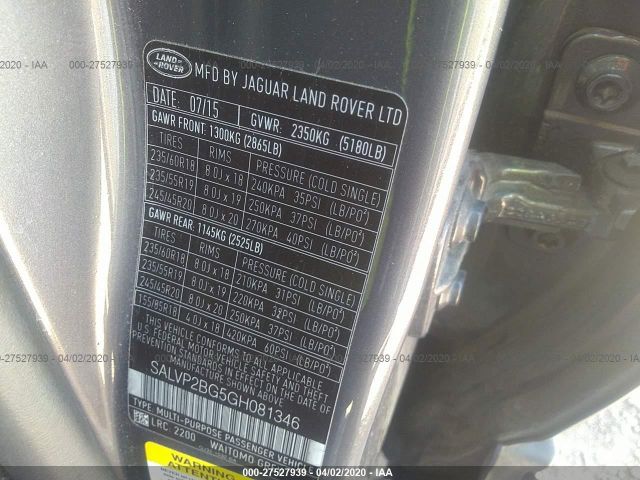 000-27527939 - 04/02/2020 - IAA
LAND ROVER
MFD BY JAGUAR LAND ROVER LTD
DATE: 07/15 GVWR: 2350KG (5180LB)
GAWR FRONT: 1300KG (2865LB)
TIRES RIMS PRESSURE (COLD SINGLE)
235/60R18 8.0J x 18 240KPA 35PSI (LB/PO²)
235/55R19 8.0J x 19 250KPA 37PSI (LB/PO²)
245/45R20 8.0J x 20 270KPA 40PSI (LB/PO²)
GAWR REAR: 1145KG (2525LB)
TIRES RIMS PRESSURE (COLD SINGLE)
235/60R18 8.0J x 18 210KPA 31PSI (LB/PO²)
235/55R19 8.0J x 19 220KPA 32PSI (LB/PO²)
245/45R20 8.0J x 20 250KPA 37PSI (LB/PO²)
155/85R18 4.0J x 18 420KPA 60PSI (LB/PO²)
THIS VEHICLE CONFORMS TO ALL APPLICABLE
U.S. FEDERAL MOTOR VEHICLE SAFETY, BUMPER, AND THEFT
PREVENTION STANDARDS IN EFFECT ON THE DATE
OF MANUFACTURE SHOWN ABOVE.
SALVP2BG5GH081346
TYPE: MULTI-PURPOSE PASSENGER VEHICLE
LRC 2200 WAITOMO
WARNING
ATTENTION
000-27527939 - 04/02/2020 - IAA